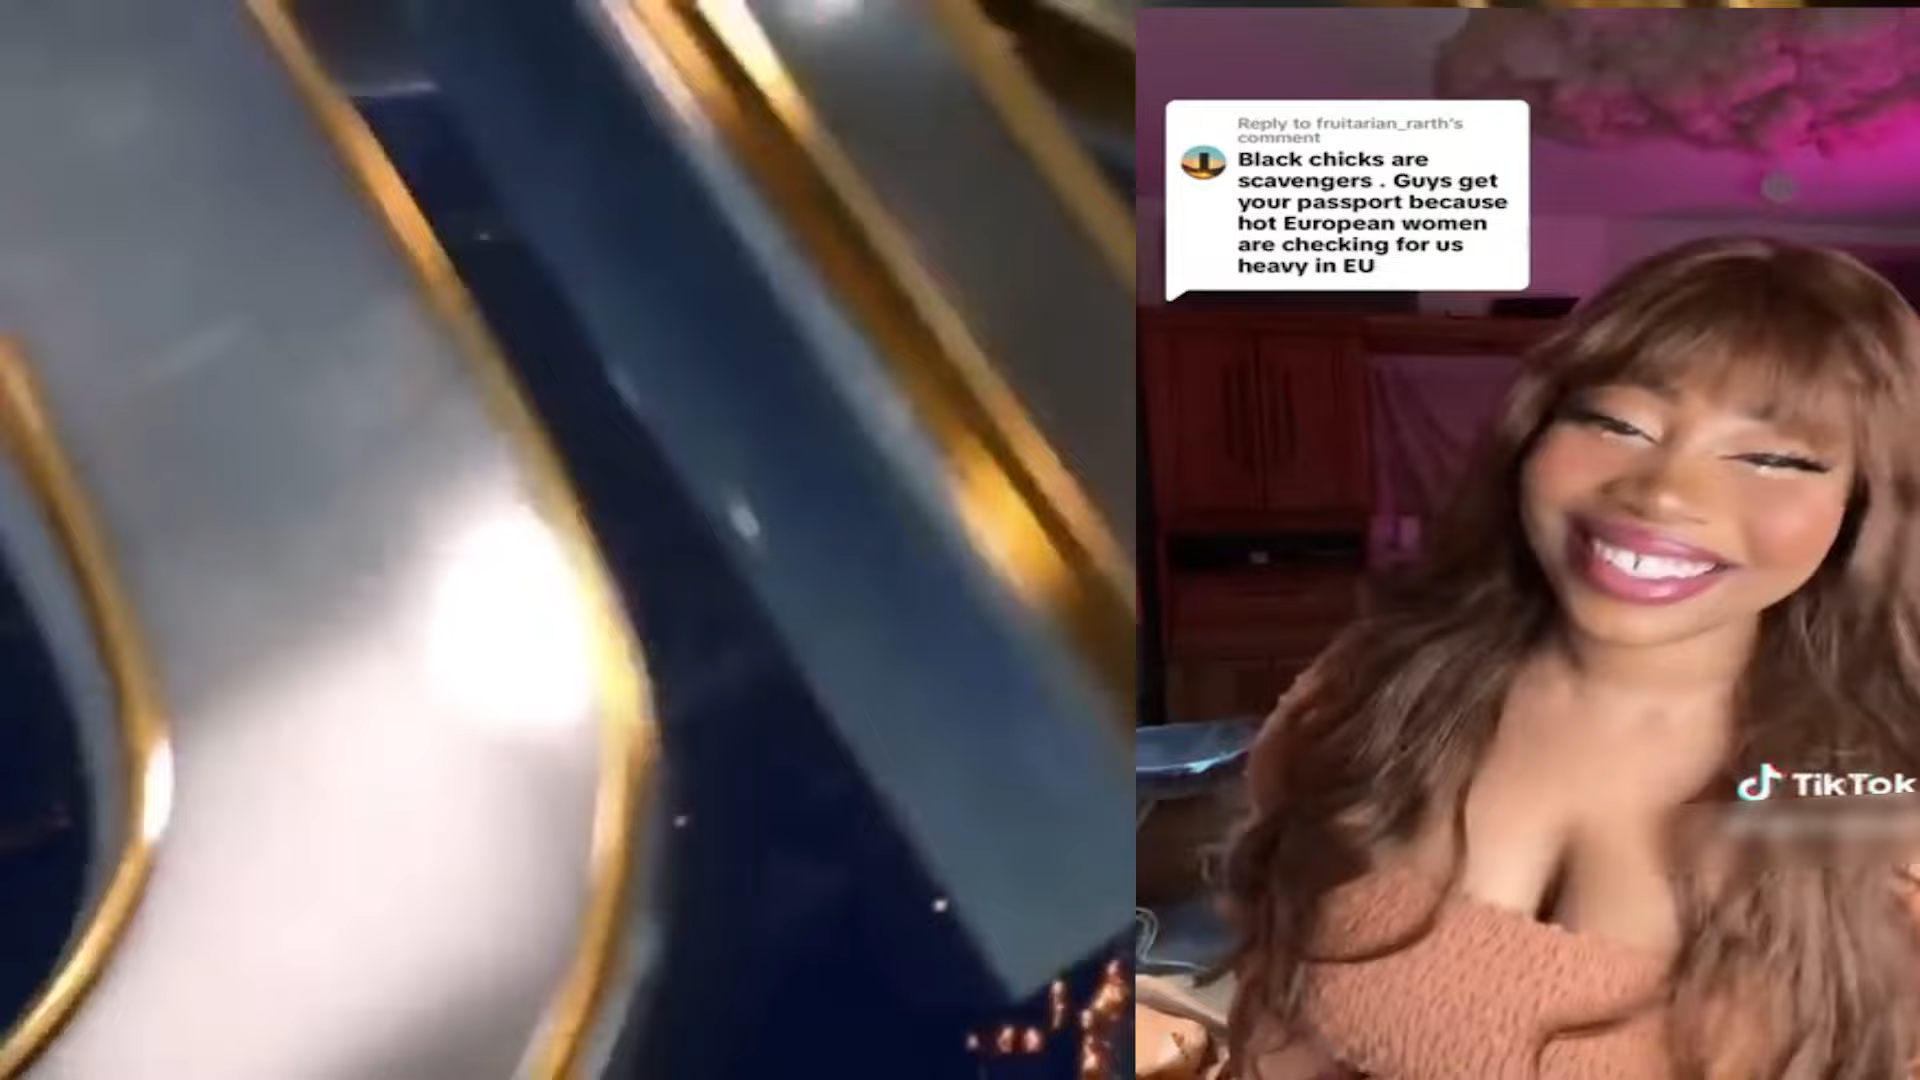 Reply to fruitarian_rarth's
comment
Black chicks are
scavengers . Guys get
your passport because
hot European women
are checking for us
heavy in EU
TikTok